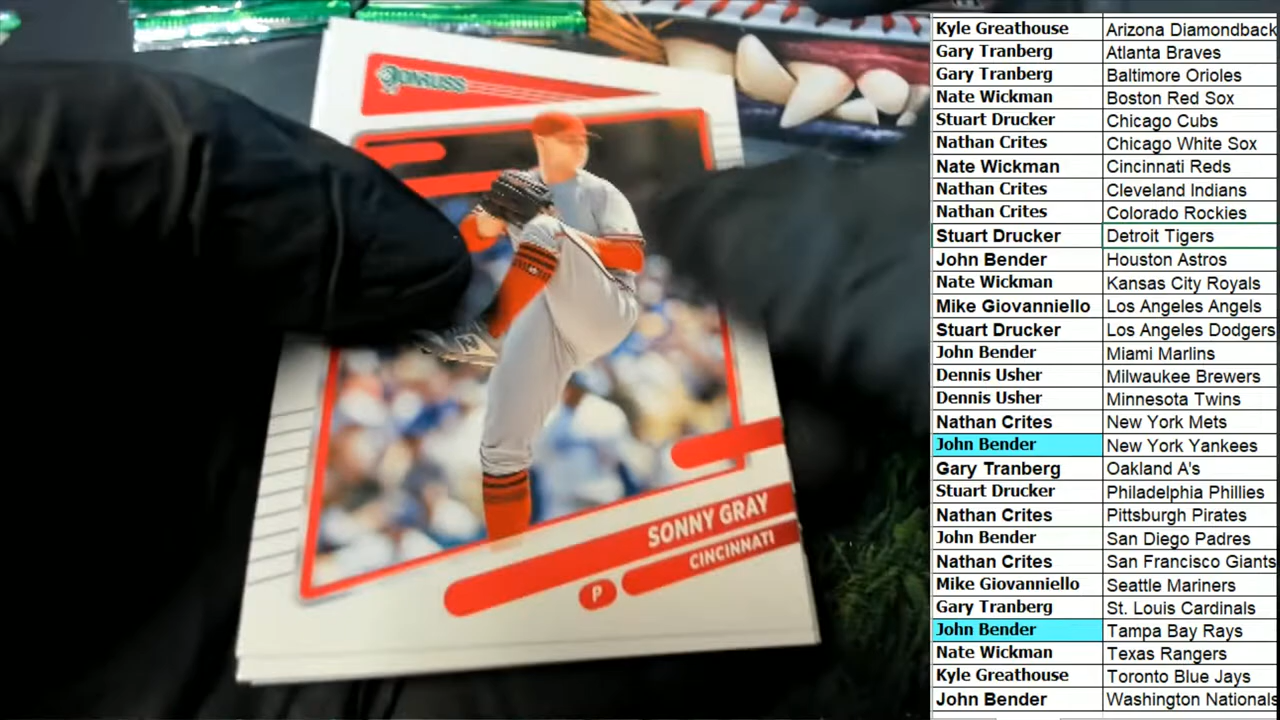 DONRUSS
SONNY GRAY
P CINCINNATI
Kyle Greathouse Arizona Diamondback
Gary Tranberg Atlanta Braves
Gary Tranberg Baltimore Orioles
Nate Wickman Boston Red Sox
Stuart Drucker Chicago Cubs
Nathan Crites Chicago White Sox
Nate Wickman Cincinnati Reds
Nathan Crites Cleveland Indians
Nathan Crites Colorado Rockies
Stuart Drucker Detroit Tigers
John Bender Houston Astros
Nate Wickman Kansas City Royals
Mike Giovanniello Los Angeles Angels
Stuart Drucker Los Angeles Dodgers
John Bender Miami Marlins
Dennis Usher Milwaukee Brewers
Dennis Usher Minnesota Twins
Nathan Crites New York Mets
John Bender New York Yankees
Gary Tranberg Oakland A's
Stuart Drucker Philadelphia Phillies
Nathan Crites Pittsburgh Pirates
John Bender San Diego Padres
Nathan Crites San Francisco Giants
Mike Giovanniello Seattle Mariners
Gary Tranberg St. Louis Cardinals
John Bender Tampa Bay Rays
Nate Wickman Texas Rangers
Kyle Greathouse Toronto Blue Jays
John Bender Washington Nationals